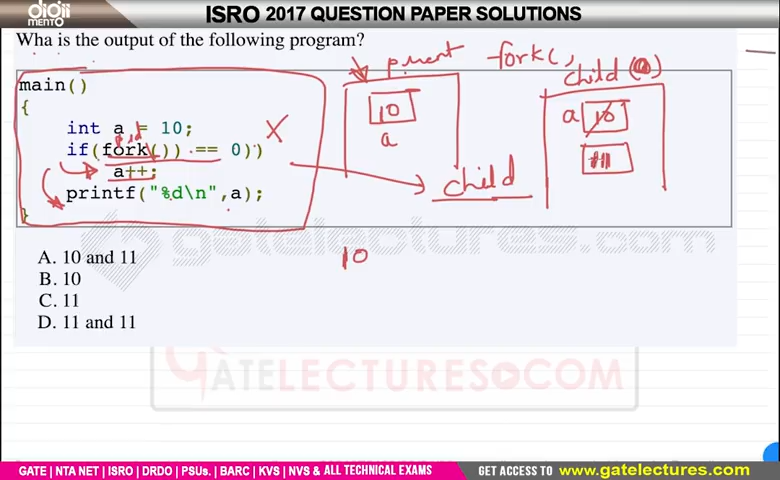 digii
MENTO
ISRO 2017 QUESTION PAPER SOLUTIONS
Wha is the output of the following program?
main()
{
int a = 10;
if(fork()) == 0))
a++;
printf("%d\n",a);
}
parent
fork(,
child (0)
10
a
a 10
11
X
child
gatelectures.com
A. 10 and 11
B. 10
C. 11
D. 11 and 11
10
GATELECTURES.COM
GATE | NTA NET | ISRO | DRDO | PSUs. | BARC | KVS | NVS & ALL TECHNICAL EXAMS
GET ACCESS TO www.gatelectures.com